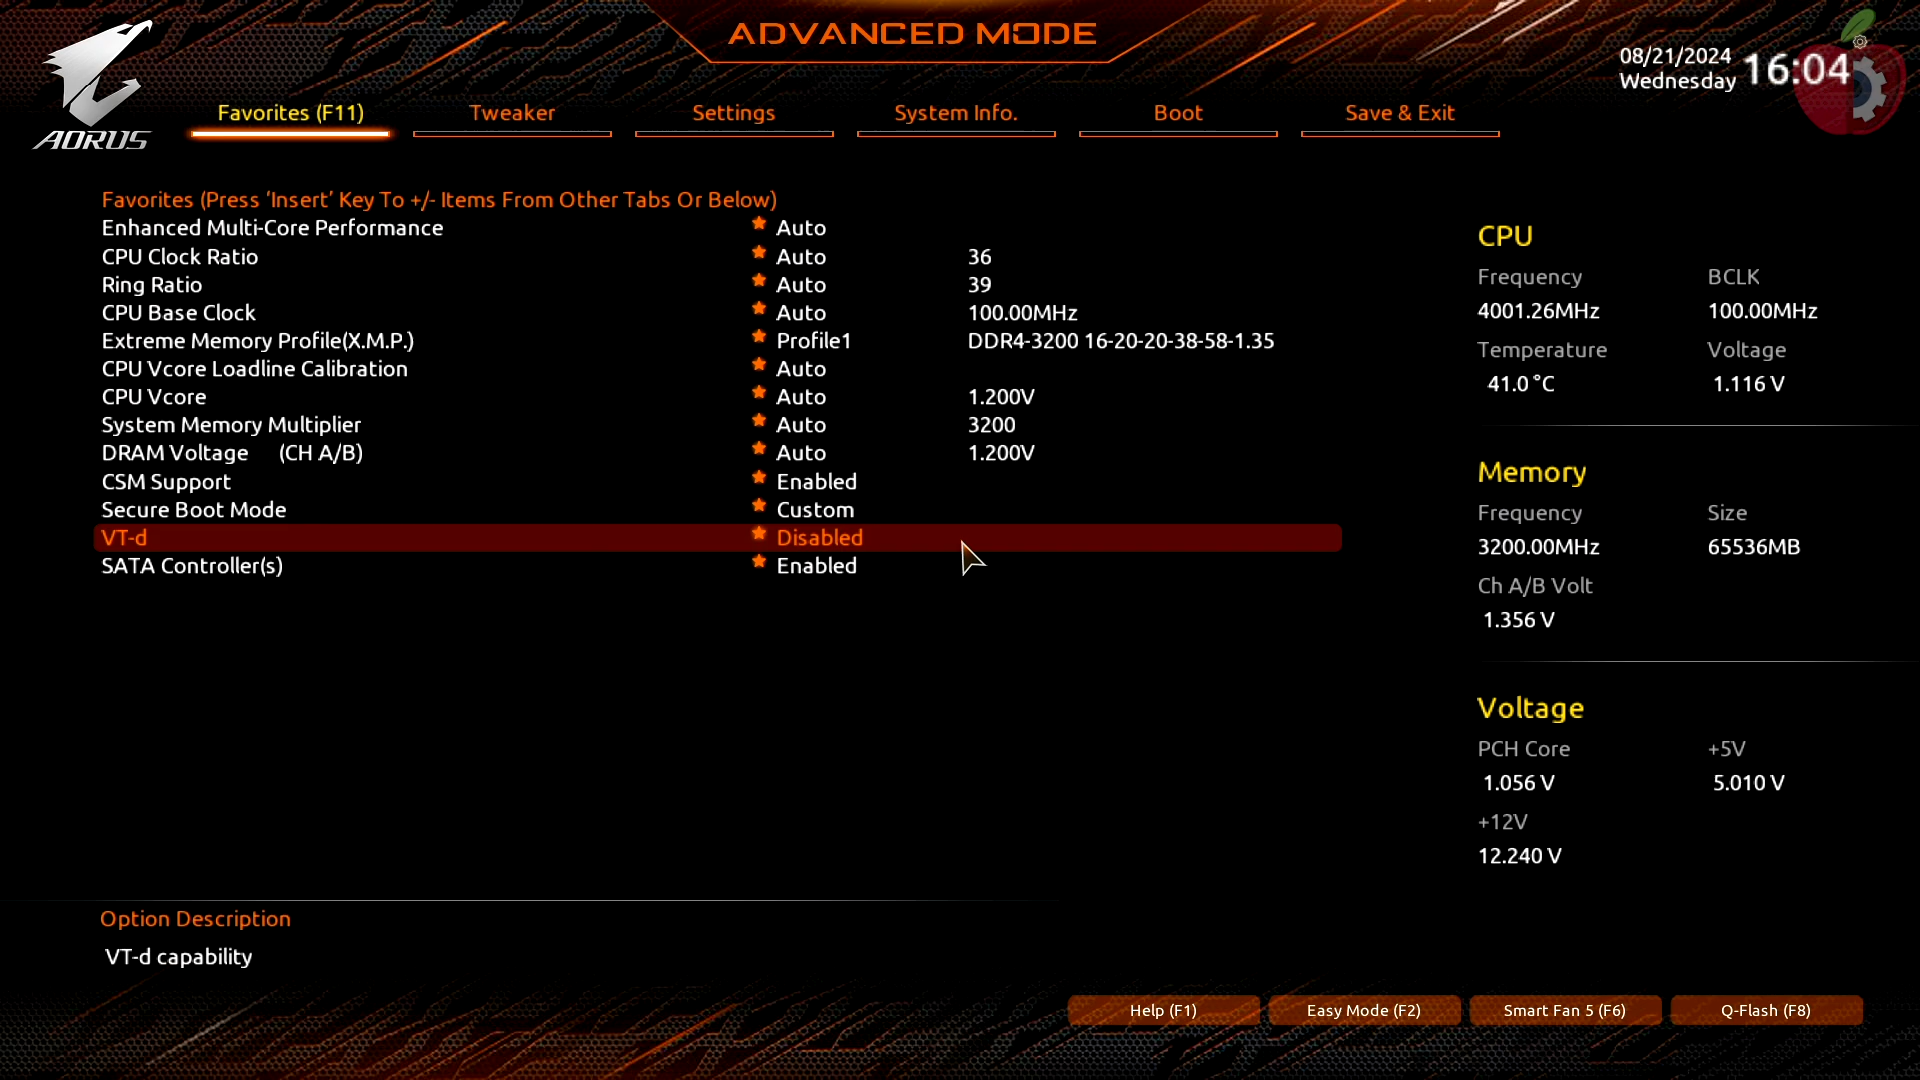 ADVANCED MODE
AORUS
08/21/2024
Wednesday
16:04
Favorites (F11)
Tweaker
Settings
System Info.
Boot
Save & Exit
Favorites (Press ‘Insert’ Key To +/- Items From Other Tabs Or Below)
Enhanced Multi-Core Performance Auto
CPU Clock Ratio Auto 36
Ring Ratio Auto 39
CPU Base Clock Auto 100.00MHz
Extreme Memory Profile(X.M.P.) Profile1 DDR4-3200 16-20-20-38-58-1.35
CPU Vcore Loadline Calibration Auto
CPU Vcore Auto 1.200V
System Memory Multiplier Auto 3200
DRAM Voltage (CH A/B) Auto 1.200V
CSM Support Enabled
Secure Boot Mode Custom
VT-d Disabled
SATA Controller(s) Enabled
CPU
Frequency BCLK
4001.26MHz 100.00MHz
Temperature Voltage
41.0 °C 1.116 V
Memory
Frequency Size
3200.00MHz 65536MB
Ch A/B Volt
1.356 V
Voltage
PCH Core +5V
1.056 V 5.010 V
+12V
12.240 V
Option Description
VT-d capability
Help (F1)
Easy Mode (F2)
Smart Fan 5 (F6)
Q-Flash (F8)